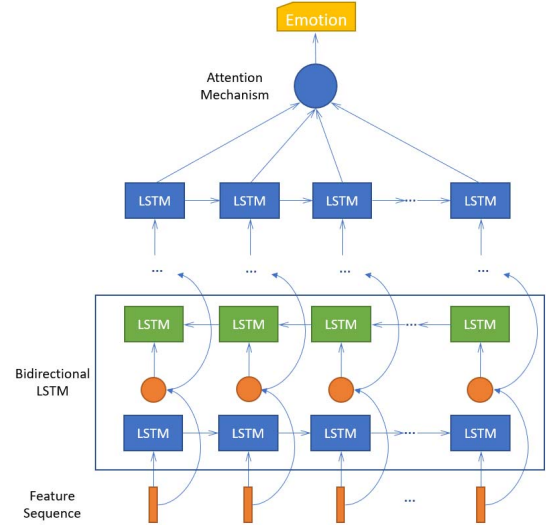 Emotion
Attention
Mechanism
LSTM LSTM LSTM ... LSTM
... ... ... ...
LSTM LSTM LSTM ... LSTM
Bidirectional
LSTM
LSTM LSTM LSTM ... LSTM
Feature
Sequence
...